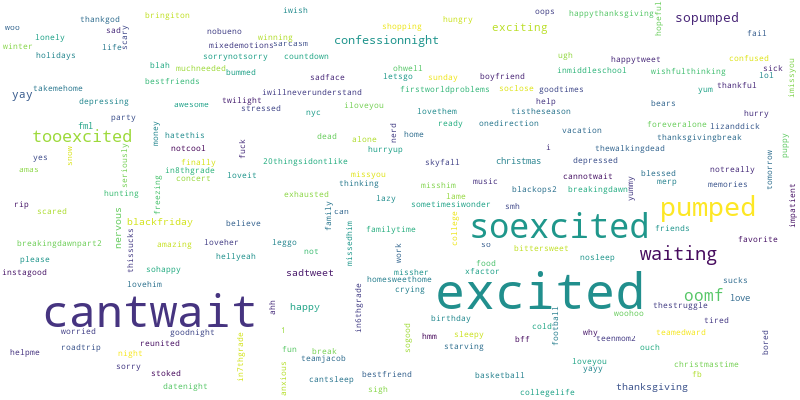 woo
thankgod
bringiton
iwish
oops
happythanksgiving
hopeful
sopumped
sad
scary
nobueno
winning
shopping
hungry
exciting
fail
lonely
mixedemotions
sarcasm
confessionnight
winter
holidays
life
sorrynotsorry
countdown
ohwell
ugh
happytweet
confused
imissyou
blah
muchneeded
bummed
sadface
letsgo
sunday
boyfriend
inmiddleschool
wishfulthinking
sick
lol
takemehome
bestfriends
iwillneverunderstand
firstworldproblems
soclose
goodtimes
yum
thankful
yay
depressing
awesome
twilight
stressed
iloveyou
lovethem
help
tistheseason
bears
hurry
party
nyc
fml
money
ready
onedirection
vacation
foreveralone
lizanddick
tooexcited
hatethis
fuck
dead
alone
nerd
home
thanksgivingbreak
puppy
notcool
hurryup
i
thewalkingdead
yes
snow
seriously
finally
20thingsidontlike
skyfall
christmas
depressed
notreally
tomorrow
amas
in8thgrade
loveit
missyou
cannotwait
blessed
concert
thinking
misshim
music
blackops2
breakingdawn
yummy
merp
memories
impatient
hunting
freezing
exhausted
lazy
lame
sometimesiwonder
smh
pumped
rip
scared
nervous
blackfriday
believe
family
can
missedhim
familytime
college
soexcited
friends
favorite
breakingdawnpart2
thissucks
amazing
loveher
leggo
not
work
so
bittersweet
waiting
please
hellyeah
homesweethome
food
nosleep
instagood
sohappy
sadtweet
missher
xfactor
sucks
lovehim
crying
excited
oomf
love
cantwait
ahh
happy
in6thgrade
thestruggle
woohoo
birthday
football
tired
worried
goodnight
!
sogood
cold
why
teamedward
bored
roadtrip
reunited
in7thgrade
hmm
sleepy
bff
teenmom2
helpme
night
fun
break
starving
ouch
teamjacob
loveyou
christmastime
sorry
stoked
anxious
cantsleep
bestfriend
basketball
yayy
fb
datenight
sigh
collegelife
thanksgiving